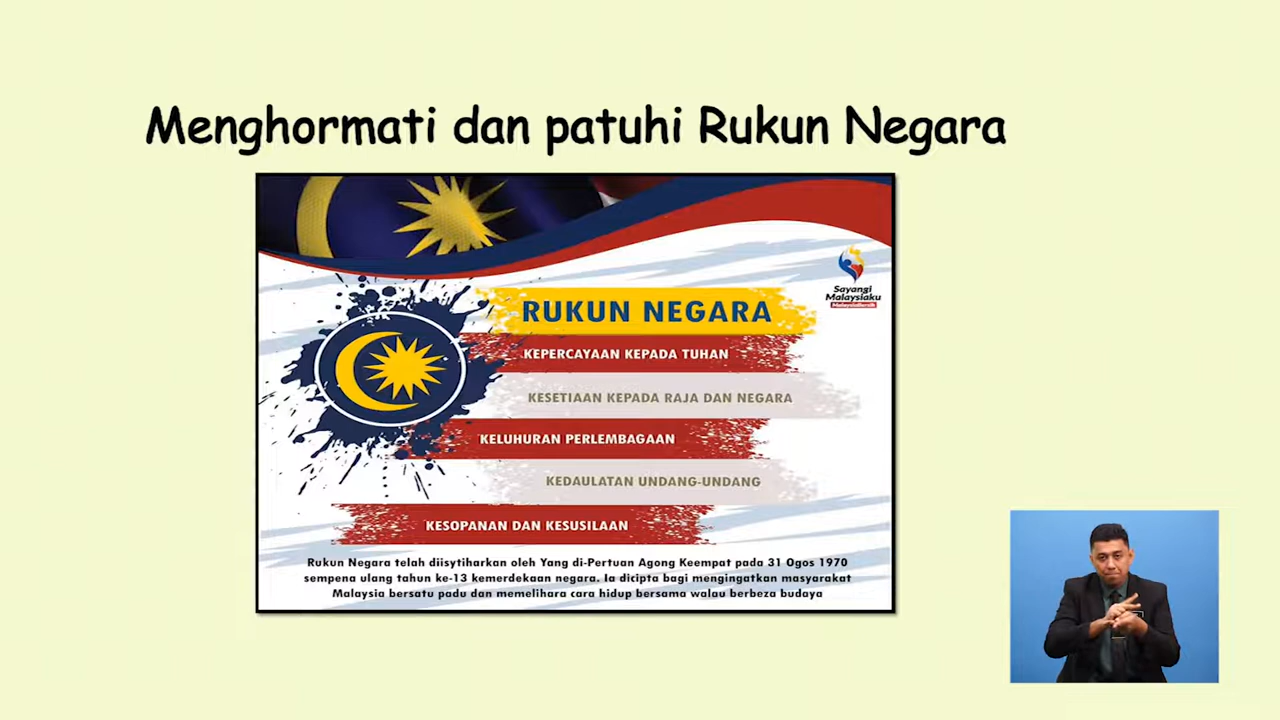 Menghormati dan patuhi Rukun Negara
Sayangi
Malaysiaku
MalaysiaBersih
RUKUN NEGARA
KEPERCAYAAN KEPADA TUHAN
KESETIAAN KEPADA RAJA DAN NEGARA
KELUHURAN PERLEMBAGAAN
KEDAULATAN UNDANG-UNDANG
KESOPANAN DAN KESUSILAAN
Rukun Negara telah diisytiharkan oleh Yang di-Pertuan Agong Keempat pada 31 Ogos 1970
sempena ulang tahun ke-13 kemerdekaan negara. Ia dicipta bagi mengingatkan masyarakat
Malaysia bersatu padu dan memelihara cara hidup bersama walau berbeza budaya